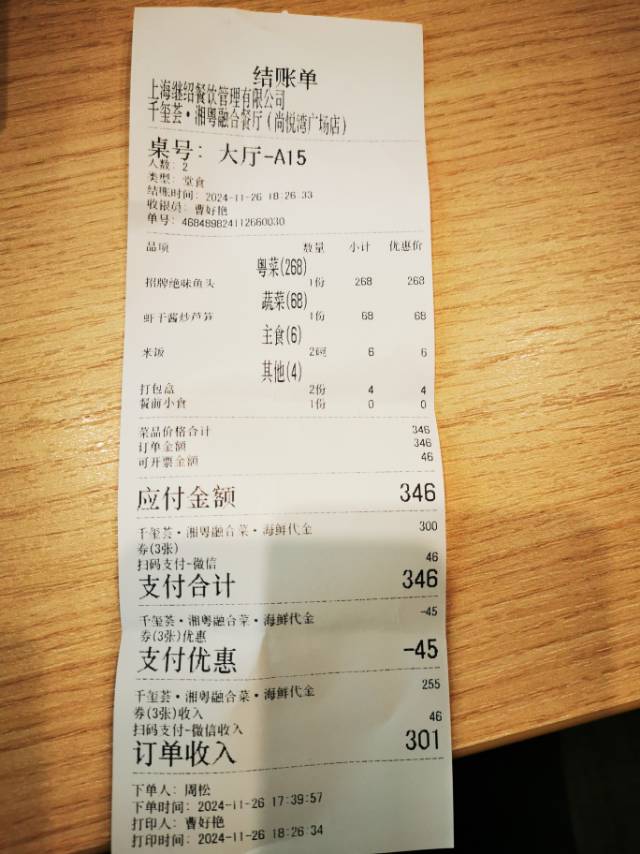 结账单
上海继绍餐饮管理有限公司
千玺荟·湘粤融合餐厅（尚悦湾广场店）
桌号: 大厅-A15
人数: 2
类型: 堂食
结账时间: 2024-11-26 18:26:33
收银员: 曹好艳
单号: 468489824112660030
品项 数量 小计 优惠价
粤菜(268)
招牌绝味鱼头 1份 268 268
蔬菜(68)
虾干酱炒芦笋 1份 68 68
主食(6)
米饭 2碗 6 6
其他(4)
打包盒 2份 4 4
餐前小食 1份 0 0
菜品价格合计 346
订单金额 346
可开票金额 46
应付金额 346
千玺荟·湘粤融合菜·海鲜代金 300
券(3张)
扫码支付-微信 46
支付合计 346
千玺荟·湘粤融合菜·海鲜代金 -45
券(3张)优惠
支付优惠 -45
千玺荟·湘粤融合菜·海鲜代金 255
券(3张)收入
扫码支付-微信收入 46
订单收入 301
下单人: 周松
下单时间: 2024-11-26 17:39:57
打印人: 曹好艳
打印时间: 2024-11-26 18:26:34